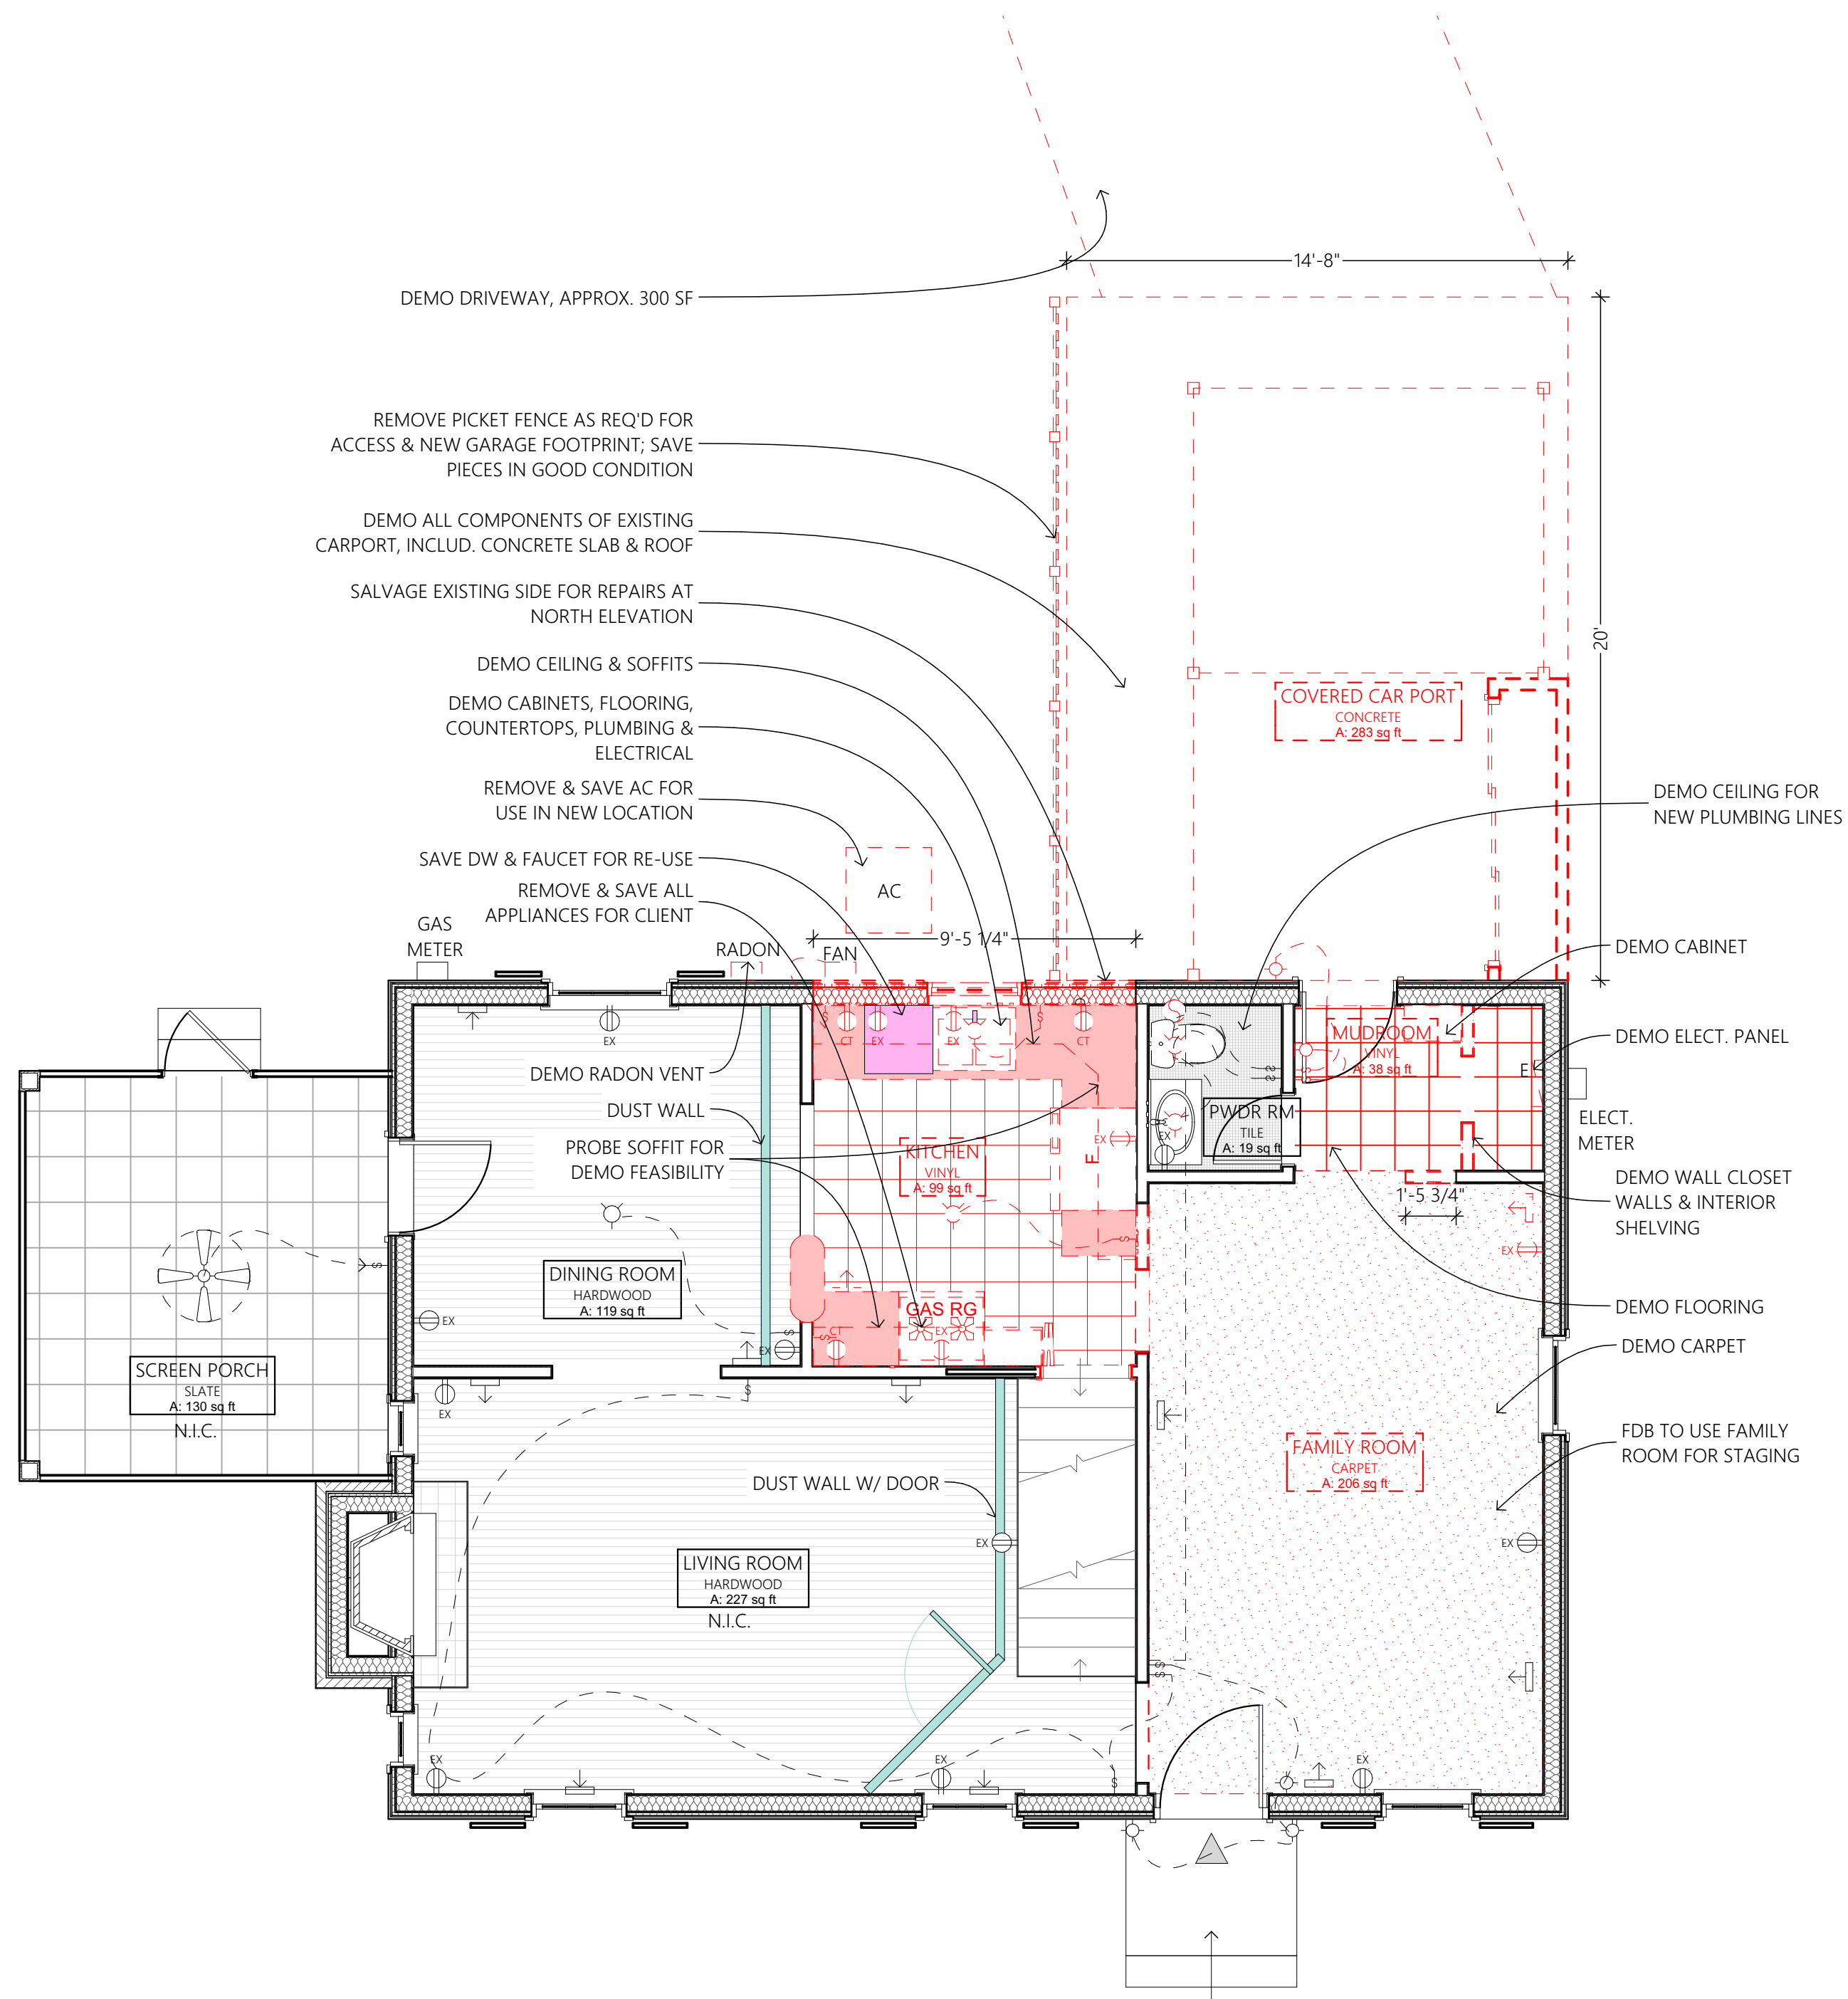 14'-8"
DEMO DRIVEWAY, APPROX. 300 SF
REMOVE PICKET FENCE AS REQ'D FOR
ACCESS & NEW GARAGE FOOTPRINT; SAVE
PIECES IN GOOD CONDITION
DEMO ALL COMPONENTS OF EXISTING
CARPORT, INCLUD. CONCRETE SLAB & ROOF
SALVAGE EXISTING SIDE FOR REPAIRS AT
NORTH ELEVATION
20'
DEMO CEILING & SOFFITS
DEMO CABINETS, FLOORING,
COUNTERTOPS, PLUMBING &
ELECTRICAL
COVERED CAR PORT
CONCRETE
A: 283 sq ft
REMOVE & SAVE AC FOR
USE IN NEW LOCATION
DEMO CEILING FOR
NEW PLUMBING LINES
SAVE DW & FAUCET FOR RE-USE
REMOVE & SAVE ALL
APPLIANCES FOR CLIENT
AC
GAS
METER
RADON
FAN
9'-5 1/4"
DEMO CABINET
S
CT
EX
EX
S
CT
S
EX
MUDROOM
VINYL
A: 38 sq ft
DEMO ELECT. PANEL
E
S
S
S
DEMO RADON VENT
DUST WALL
PROBE SOFFIT FOR
DEMO FEASIBILITY
PWDR RM
TILE
A: 19 sq ft
EX
EX
ELECT.
METER
KITCHEN
VINYL
A: 99 sq ft
F
DEMO WALL CLOSET
WALLS & INTERIOR
SHELVING
1'-5 3/4"
S
S
S
EX
DINING ROOM
HARDWOOD
A: 119 sq ft
EX
GAS RG
CT
EX
S
S
EX
DEMO FLOORING
DEMO CARPET
SCREEN PORCH
SLATE
A: 130 sq ft
N.I.C.
EX
S
FAMILY ROOM
CARPET
A: 206 sq ft
FDB TO USE FAMILY
ROOM FOR STAGING
DUST WALL W/ DOOR
EX
EX
LIVING ROOM
HARDWOOD
A: 227 sq ft
N.I.C.
S
S
EX
EX
EX
S